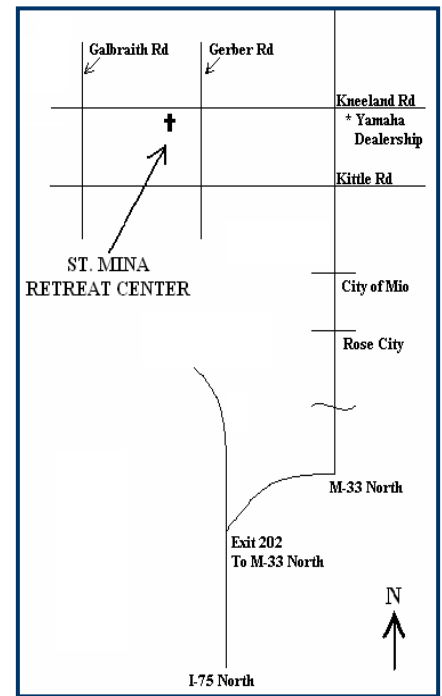 Galbraith Rd
Gerber Rd
Kneeland Rd
* Yamaha
Dealership
Kittle Rd
ST. MINA
RETREAT CENTER
City of Mio
Rose City
M-33 North
Exit 202
To M-33 North
N
I-75 North